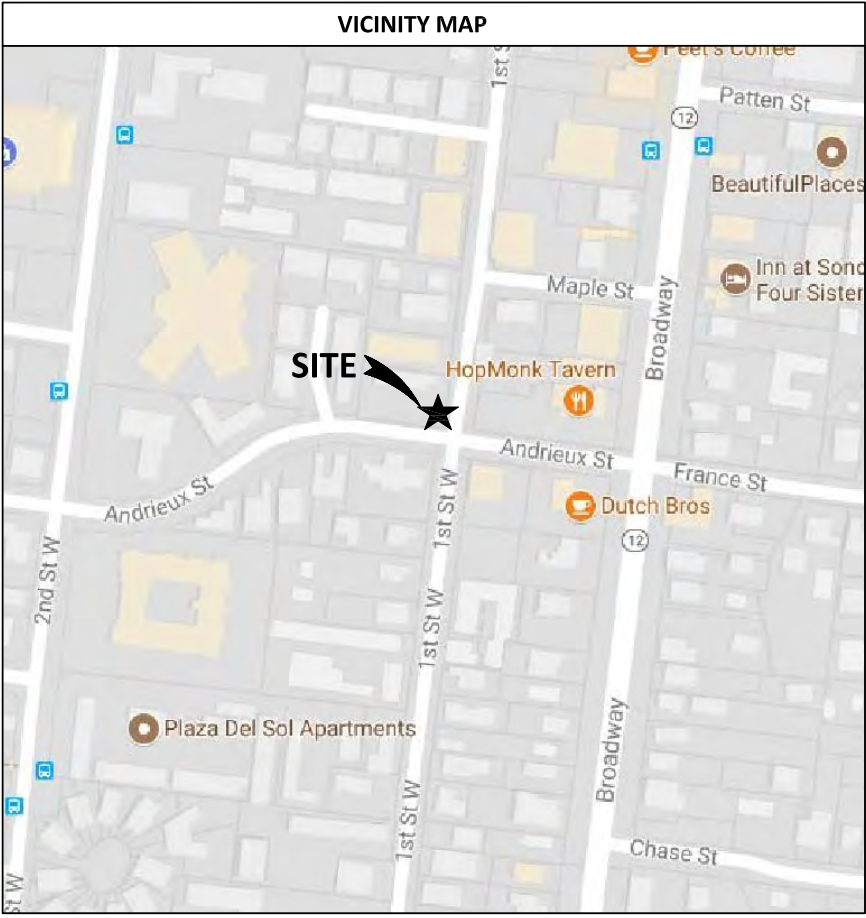 VICINITY MAP
1st S
Peet's Coffee
Patten St
12
BeautifulPlaces
Inn at Sono
Four Sister
Maple St
Broadway
SITE
HopMonk Tavern
Andrieux St
France St
Andrieux St
Dutch Bros
1st St W
12
2nd St W
1st St W
Plaza Del Sol Apartments
Broadway
1st St W
Chase St
St W